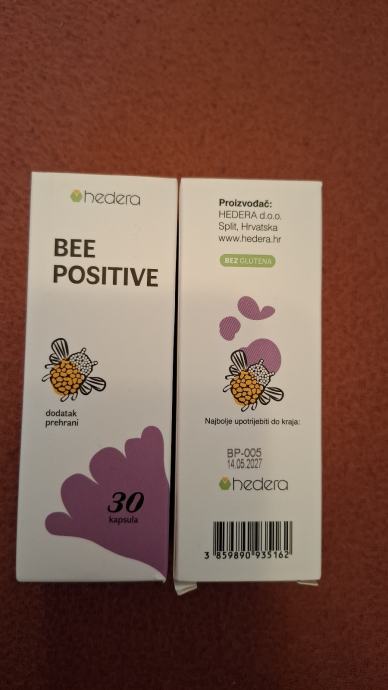 hedera
BEE
POSITIVE
dodatak
prehrani
30
kapsula
Proizvođač:
HEDERA d.o.o.
Split, Hrvatska
www.hedera.hr
BEZ GLUTENA
Najbolje upotrijebiti do kraja:
BP-005
14.05.2027
hedera
3 859890 935162